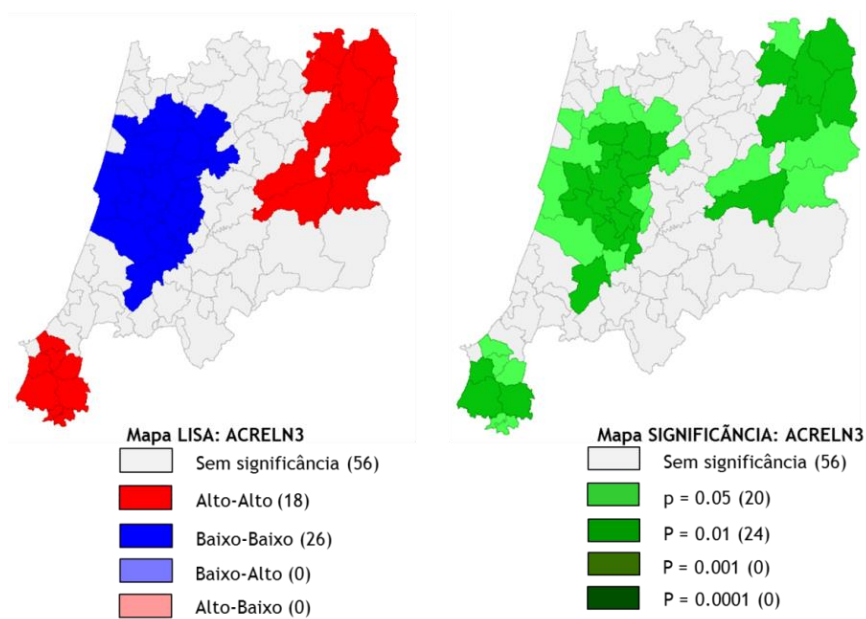 Mapa LISA: ACRELN3
Sem significância (56)
Alto-Alto (18)
Baixo-Baixo (26)
Baixo-Alto (0)
Alto-Baixo (0)
Mapa SIGNIFICÃNCIA: ACRELN3
Sem significância (56)
p = 0.05 (20)
P = 0.01 (24)
P = 0.001 (0)
P = 0.0001 (0)